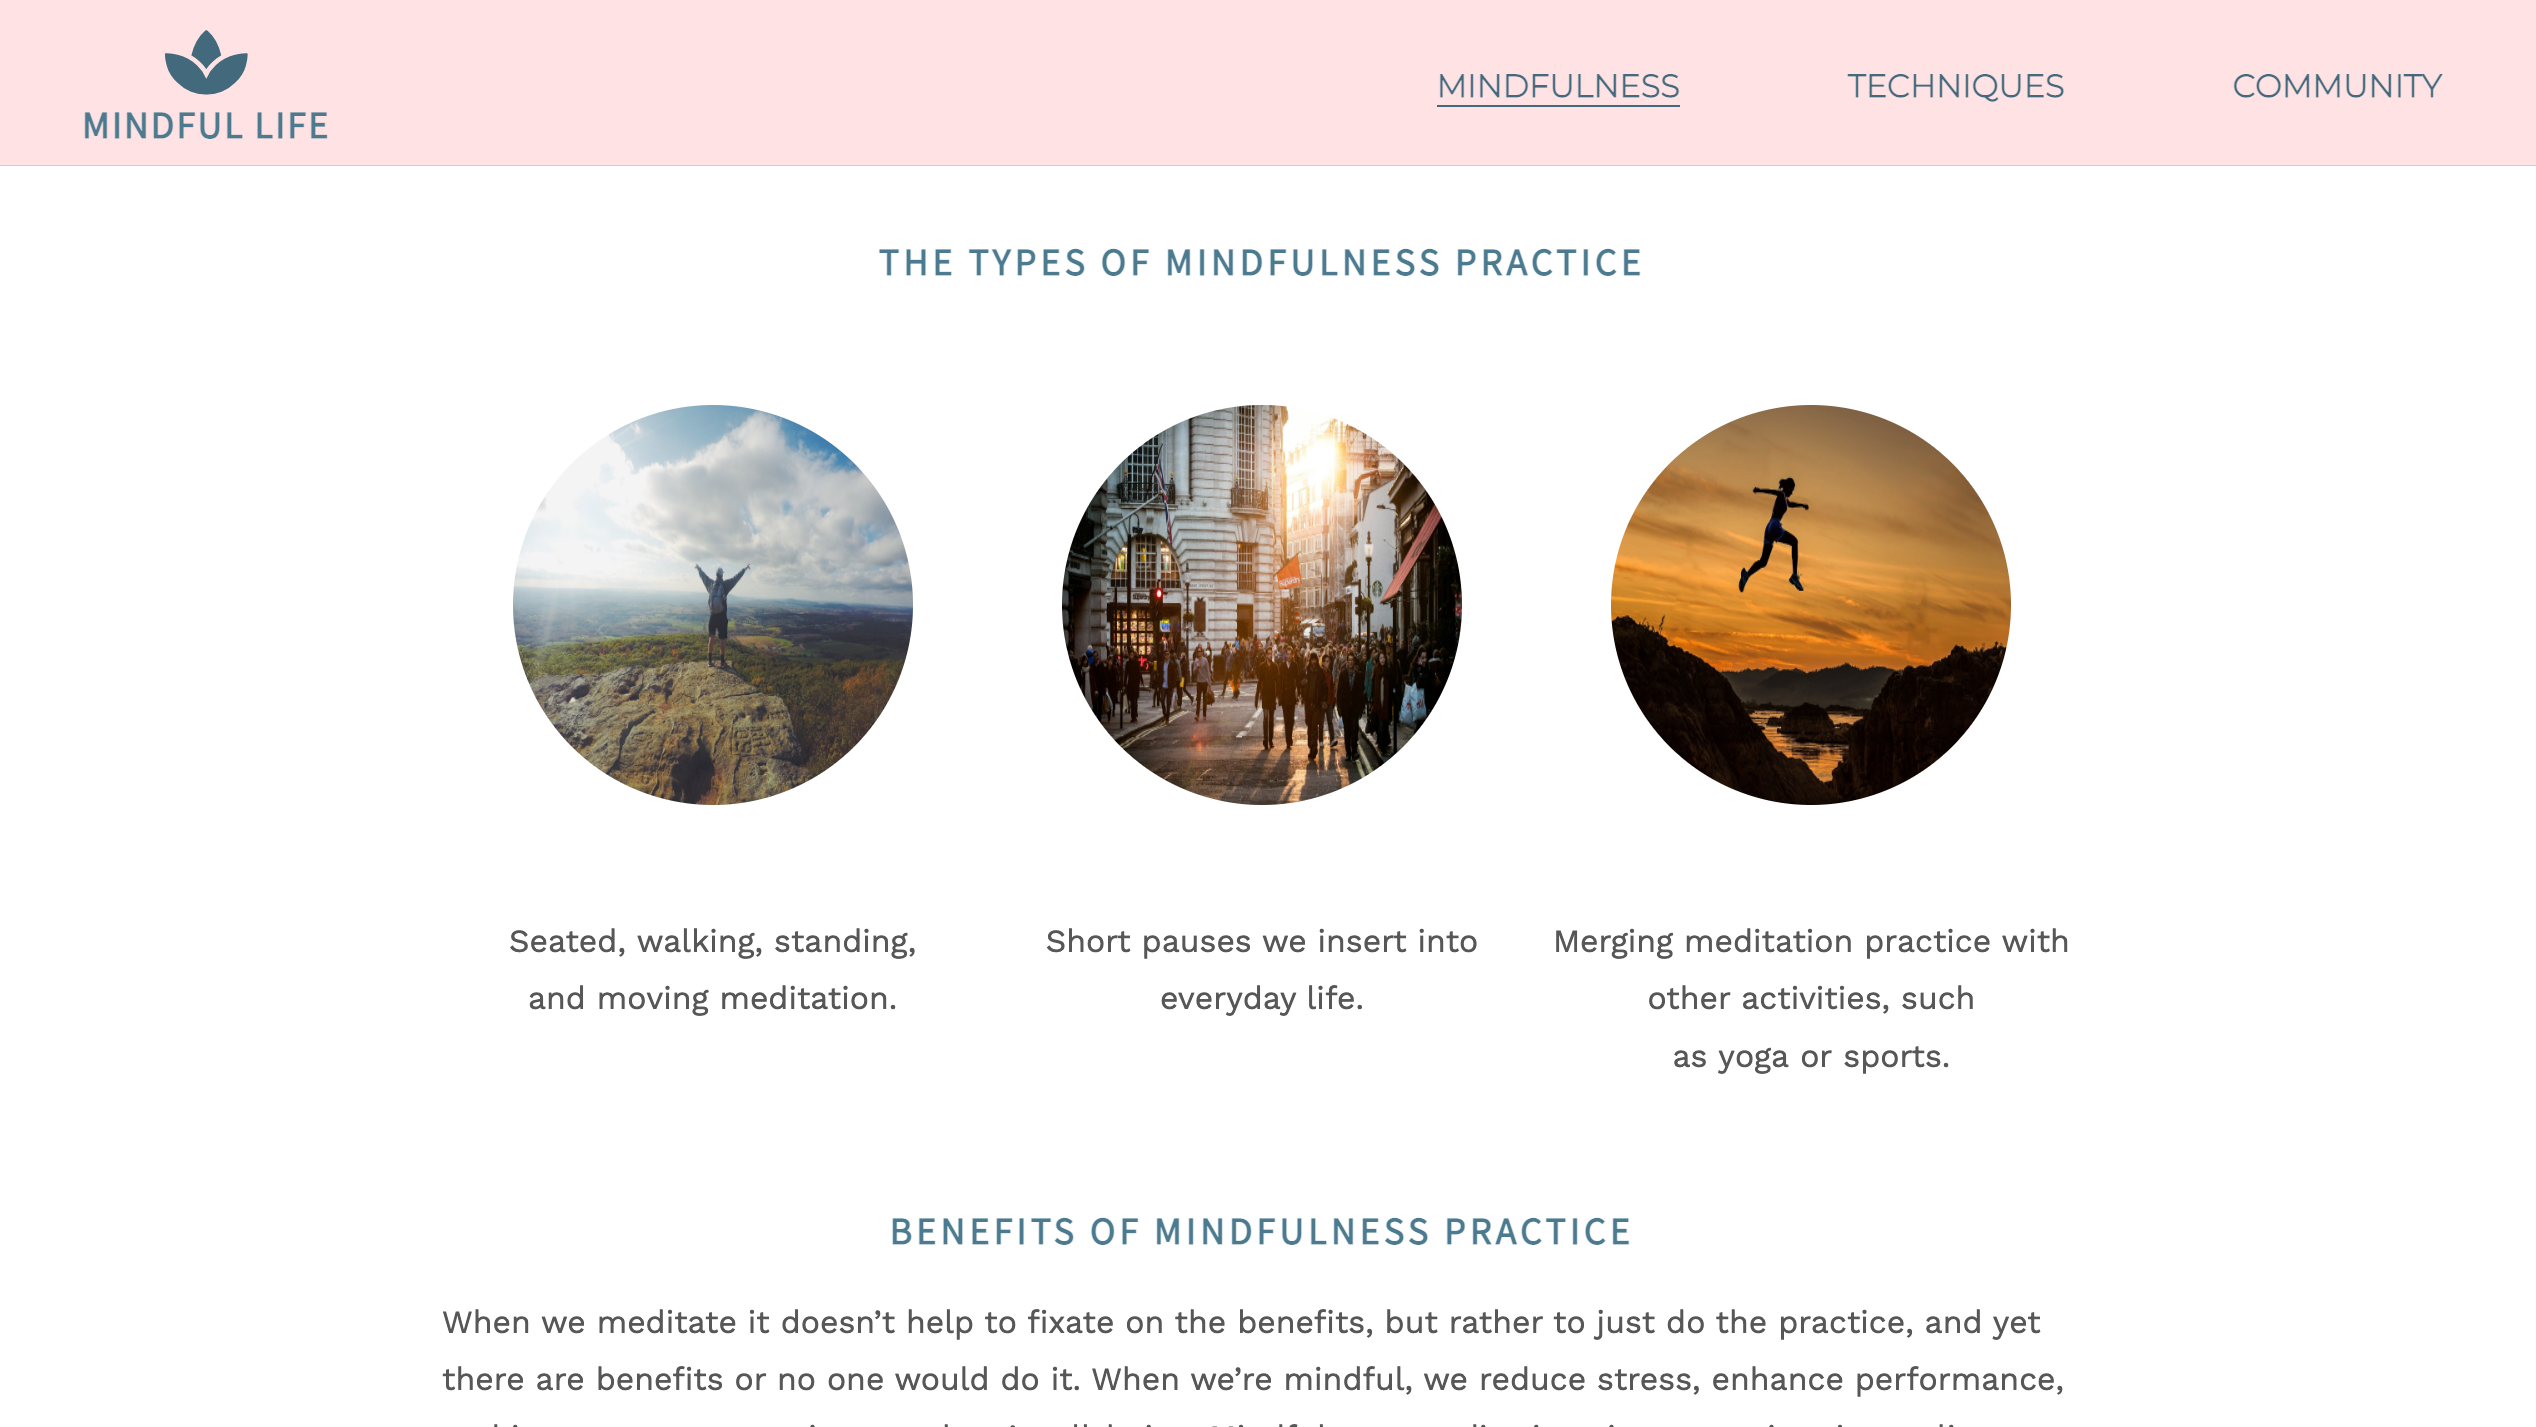 MINDFUL LIFE
MINDFULNESS
TECHNIQUES
COMMUNITY
THE TYPES OF MINDFULNESS PRACTICE
Seated, walking, standing,
and moving meditation.
Short pauses we insert into
everyday life.
Merging meditation practice with
other activities, such
as yoga or sports.
BENEFITS OF MINDFULNESS PRACTICE
When we meditate it doesn’t help to fixate on the benefits, but rather to just do the practice, and yet
there are benefits or no one would do it. When we’re mindful, we reduce stress, enhance performance,